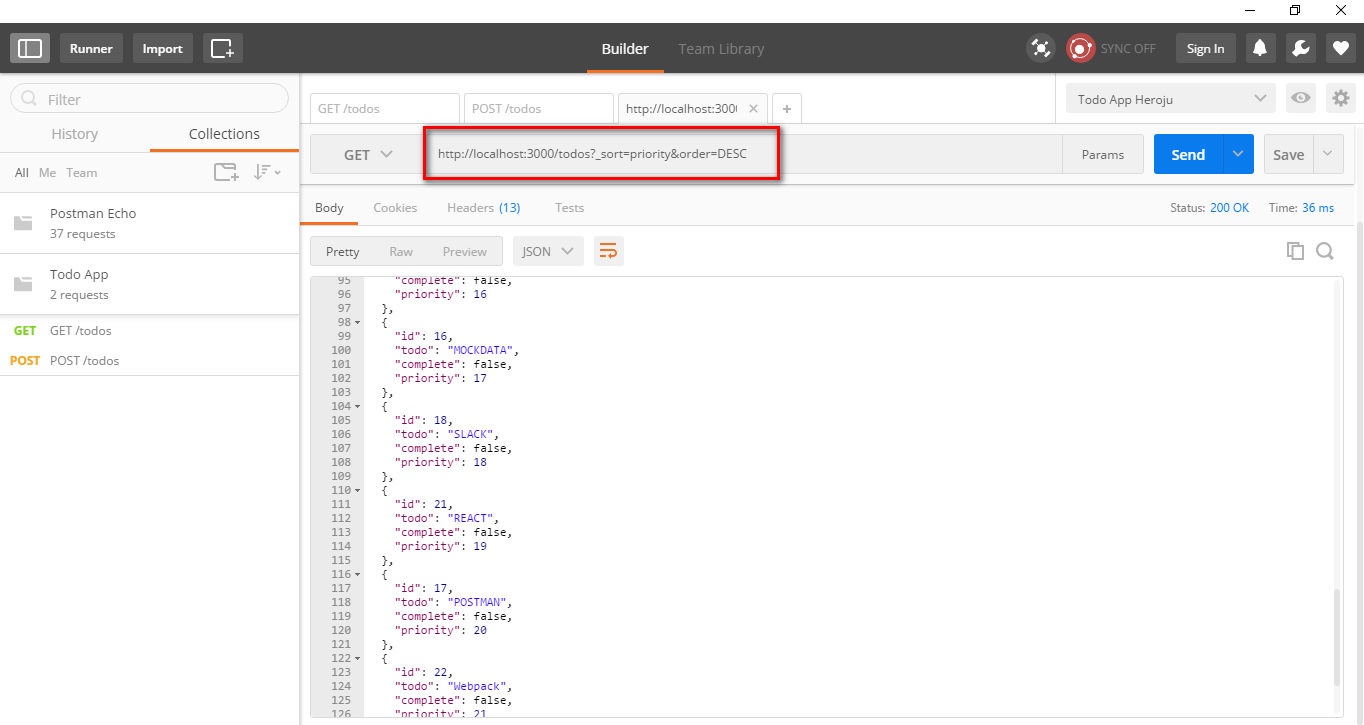 Runner
Import
Builder
Team Library
SYNC OFF
Sign In
Filter
History
Collections
All Me Team
Postman Echo
37 requests
Todo App
2 requests
GET GET /todos
POST POST /todos
GET /todos
POST /todos
http://localhost:300
Todo App Heroju
GET
http://localhost:3000/todos?_sort=priority&order=DESC
Params
Send
Save
Body
Cookies
Headers (13)
Tests
Status: 200 OK
Time: 36 ms
Pretty
Raw
Preview
JSON
95 "complete": false,
96 "priority": 16
97 },
98 {
99 "id": 16,
100 "todo": "MOCKDATA",
101 "complete": false,
102 "priority": 17
103 },
104 {
105 "id": 18,
106 "todo": "SLACK",
107 "complete": false,
108 "priority": 18
109 },
110 {
111 "id": 21,
112 "todo": "REACT",
113 "complete": false,
114 "priority": 19
115 },
116 {
117 "id": 17,
118 "todo": "POSTMAN",
119 "complete": false,
120 "priority": 20
121 },
122 {
123 "id": 22,
124 "todo": "Webpack",
125 "complete": false,
126 "priority": 21